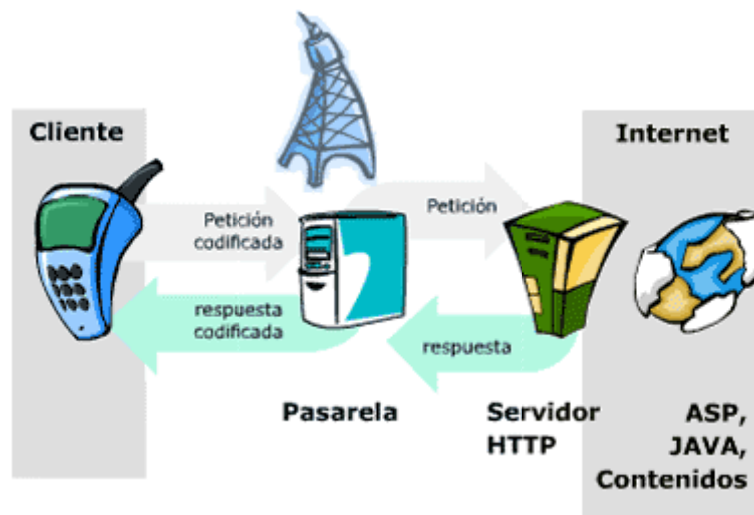 Cliente
Internet
Petición
codificada
Petición
respuesta
codificada
respuesta
Pasarela
Servidor
HTTP
ASP,
JAVA,
Contenidos